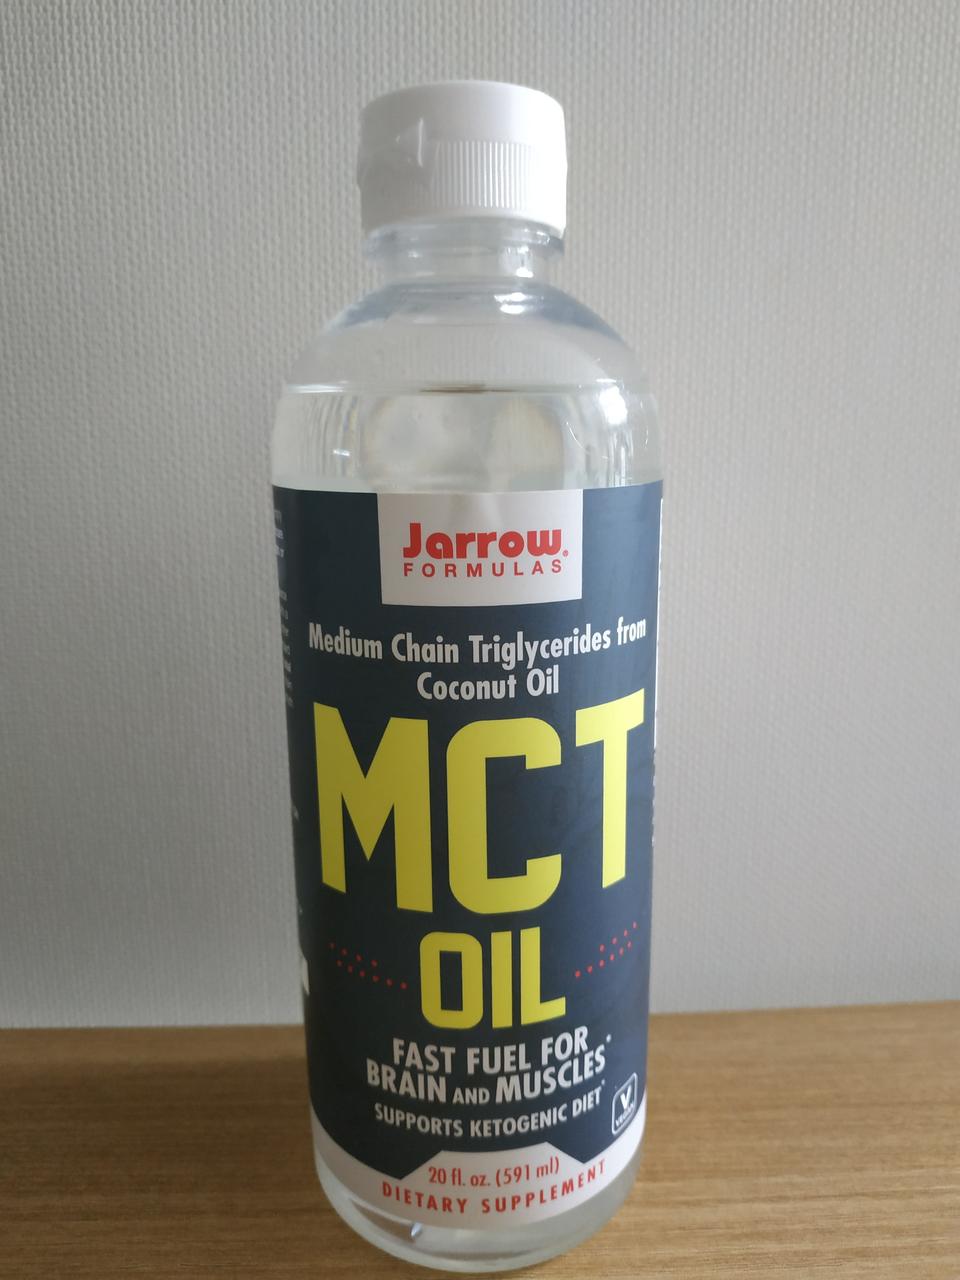 Jarrow®
FORMULAS
Medium Chain Triglycerides from
Coconut Oil
MCT
OIL
FAST FUEL FOR
BRAIN AND MUSCLES*
SUPPORTS KETOGENIC DIET*
VEGAN
20 fl. oz. (591 ml)
DIETARY SUPPLEMENT